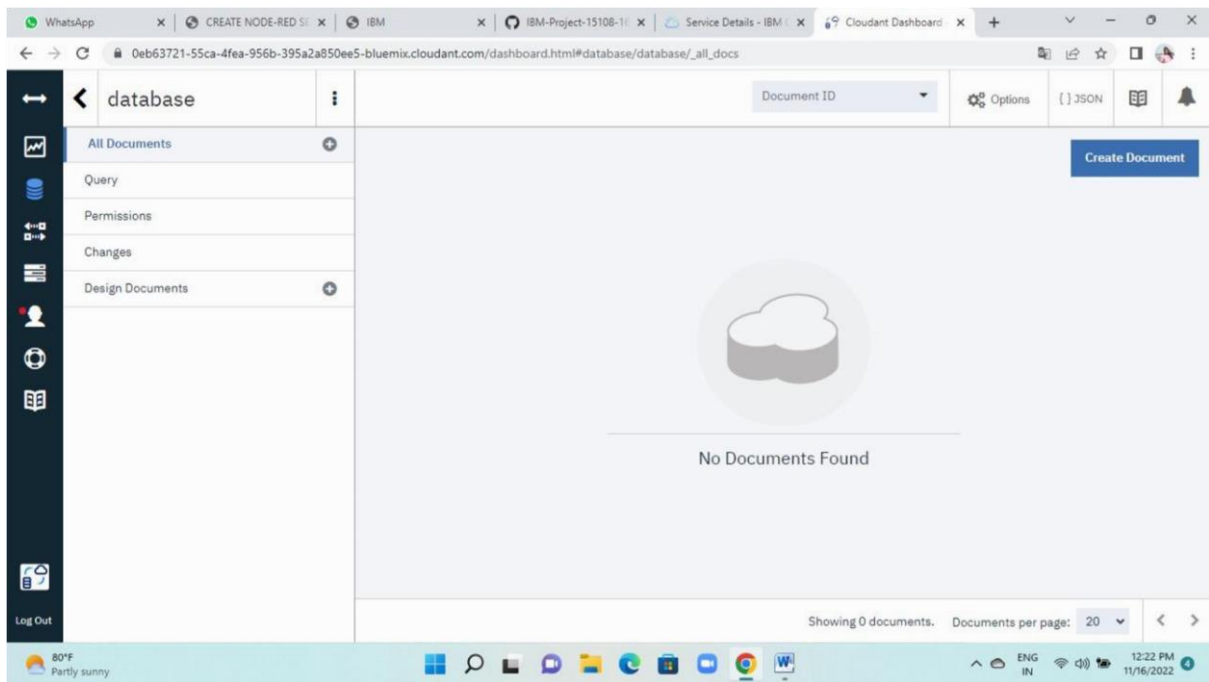 WhatsApp
CREATE NODE-RED SE
IBM
IBM-Project-15108-16
Service Details - IBM C
Cloudant Dashboard
0eb63721-55ca-4fea-956b-395a2a850ee5-bluemix.cloudant.com/dashboard.html#database/database/_all_docs
database
Document ID
Options
{ } JSON
All Documents
Create Document
Query
Permissions
Changes
Design Documents
No Documents Found
Log Out
Showing 0 documents. Documents per page: 20
80°F
Partly sunny
ENG
IN
12:22 PM
11/16/2022
4